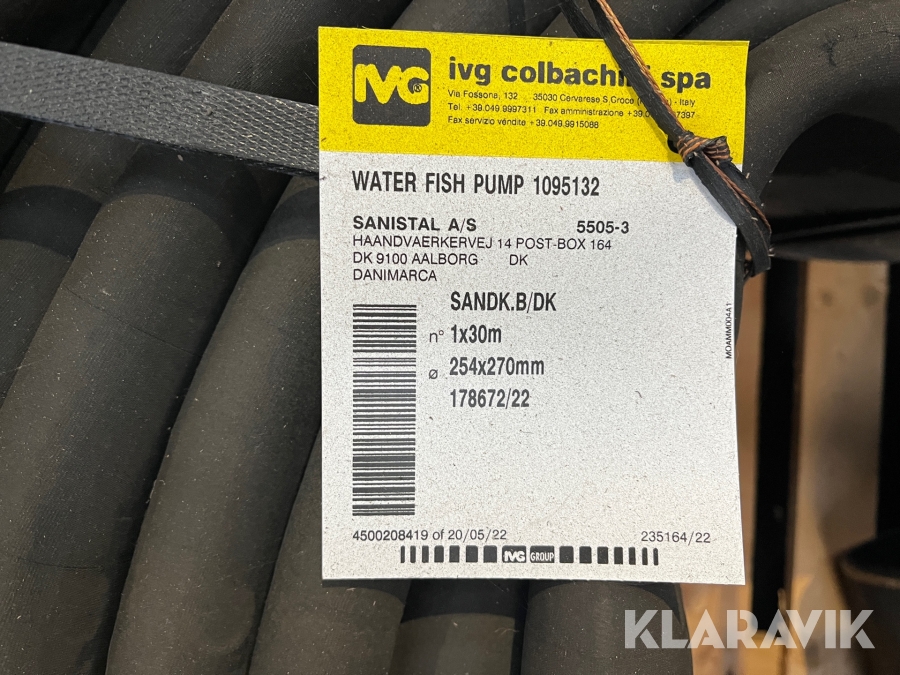 IVG®
ivg colbachini spa
Via Fossona, 132 35030 Cervarese S,Croce - Italy
Tel. +39.049.9997311 Fax amministrazione
Fax servizio vendite +39.049.9915088
WATER FISH PUMP 1095132
SANISTAL A/S 5505-3
HAANDVAERKERVEJ 14 POST-BOX 164
DK 9100 AALBORG DK
DANIMARCA
SANDK.B/DK
n° 1x30m
ø 254x270mm
178672/22
MOAMM004A1
4500208419 of 20/05/22 235164/22
IVG GROUP
KLARAVIK